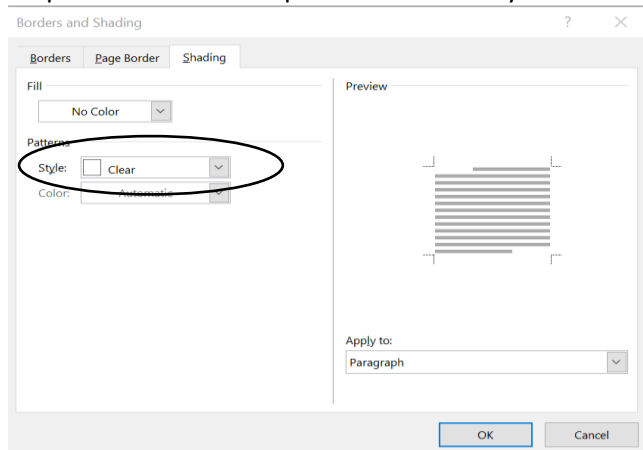 Borders and Shading ? ×
Borders Page Border Shading
Fill
No Color
Patterns
Style: Clear
Color: Automatic
Preview
Apply to:
Paragraph
OK Cancel